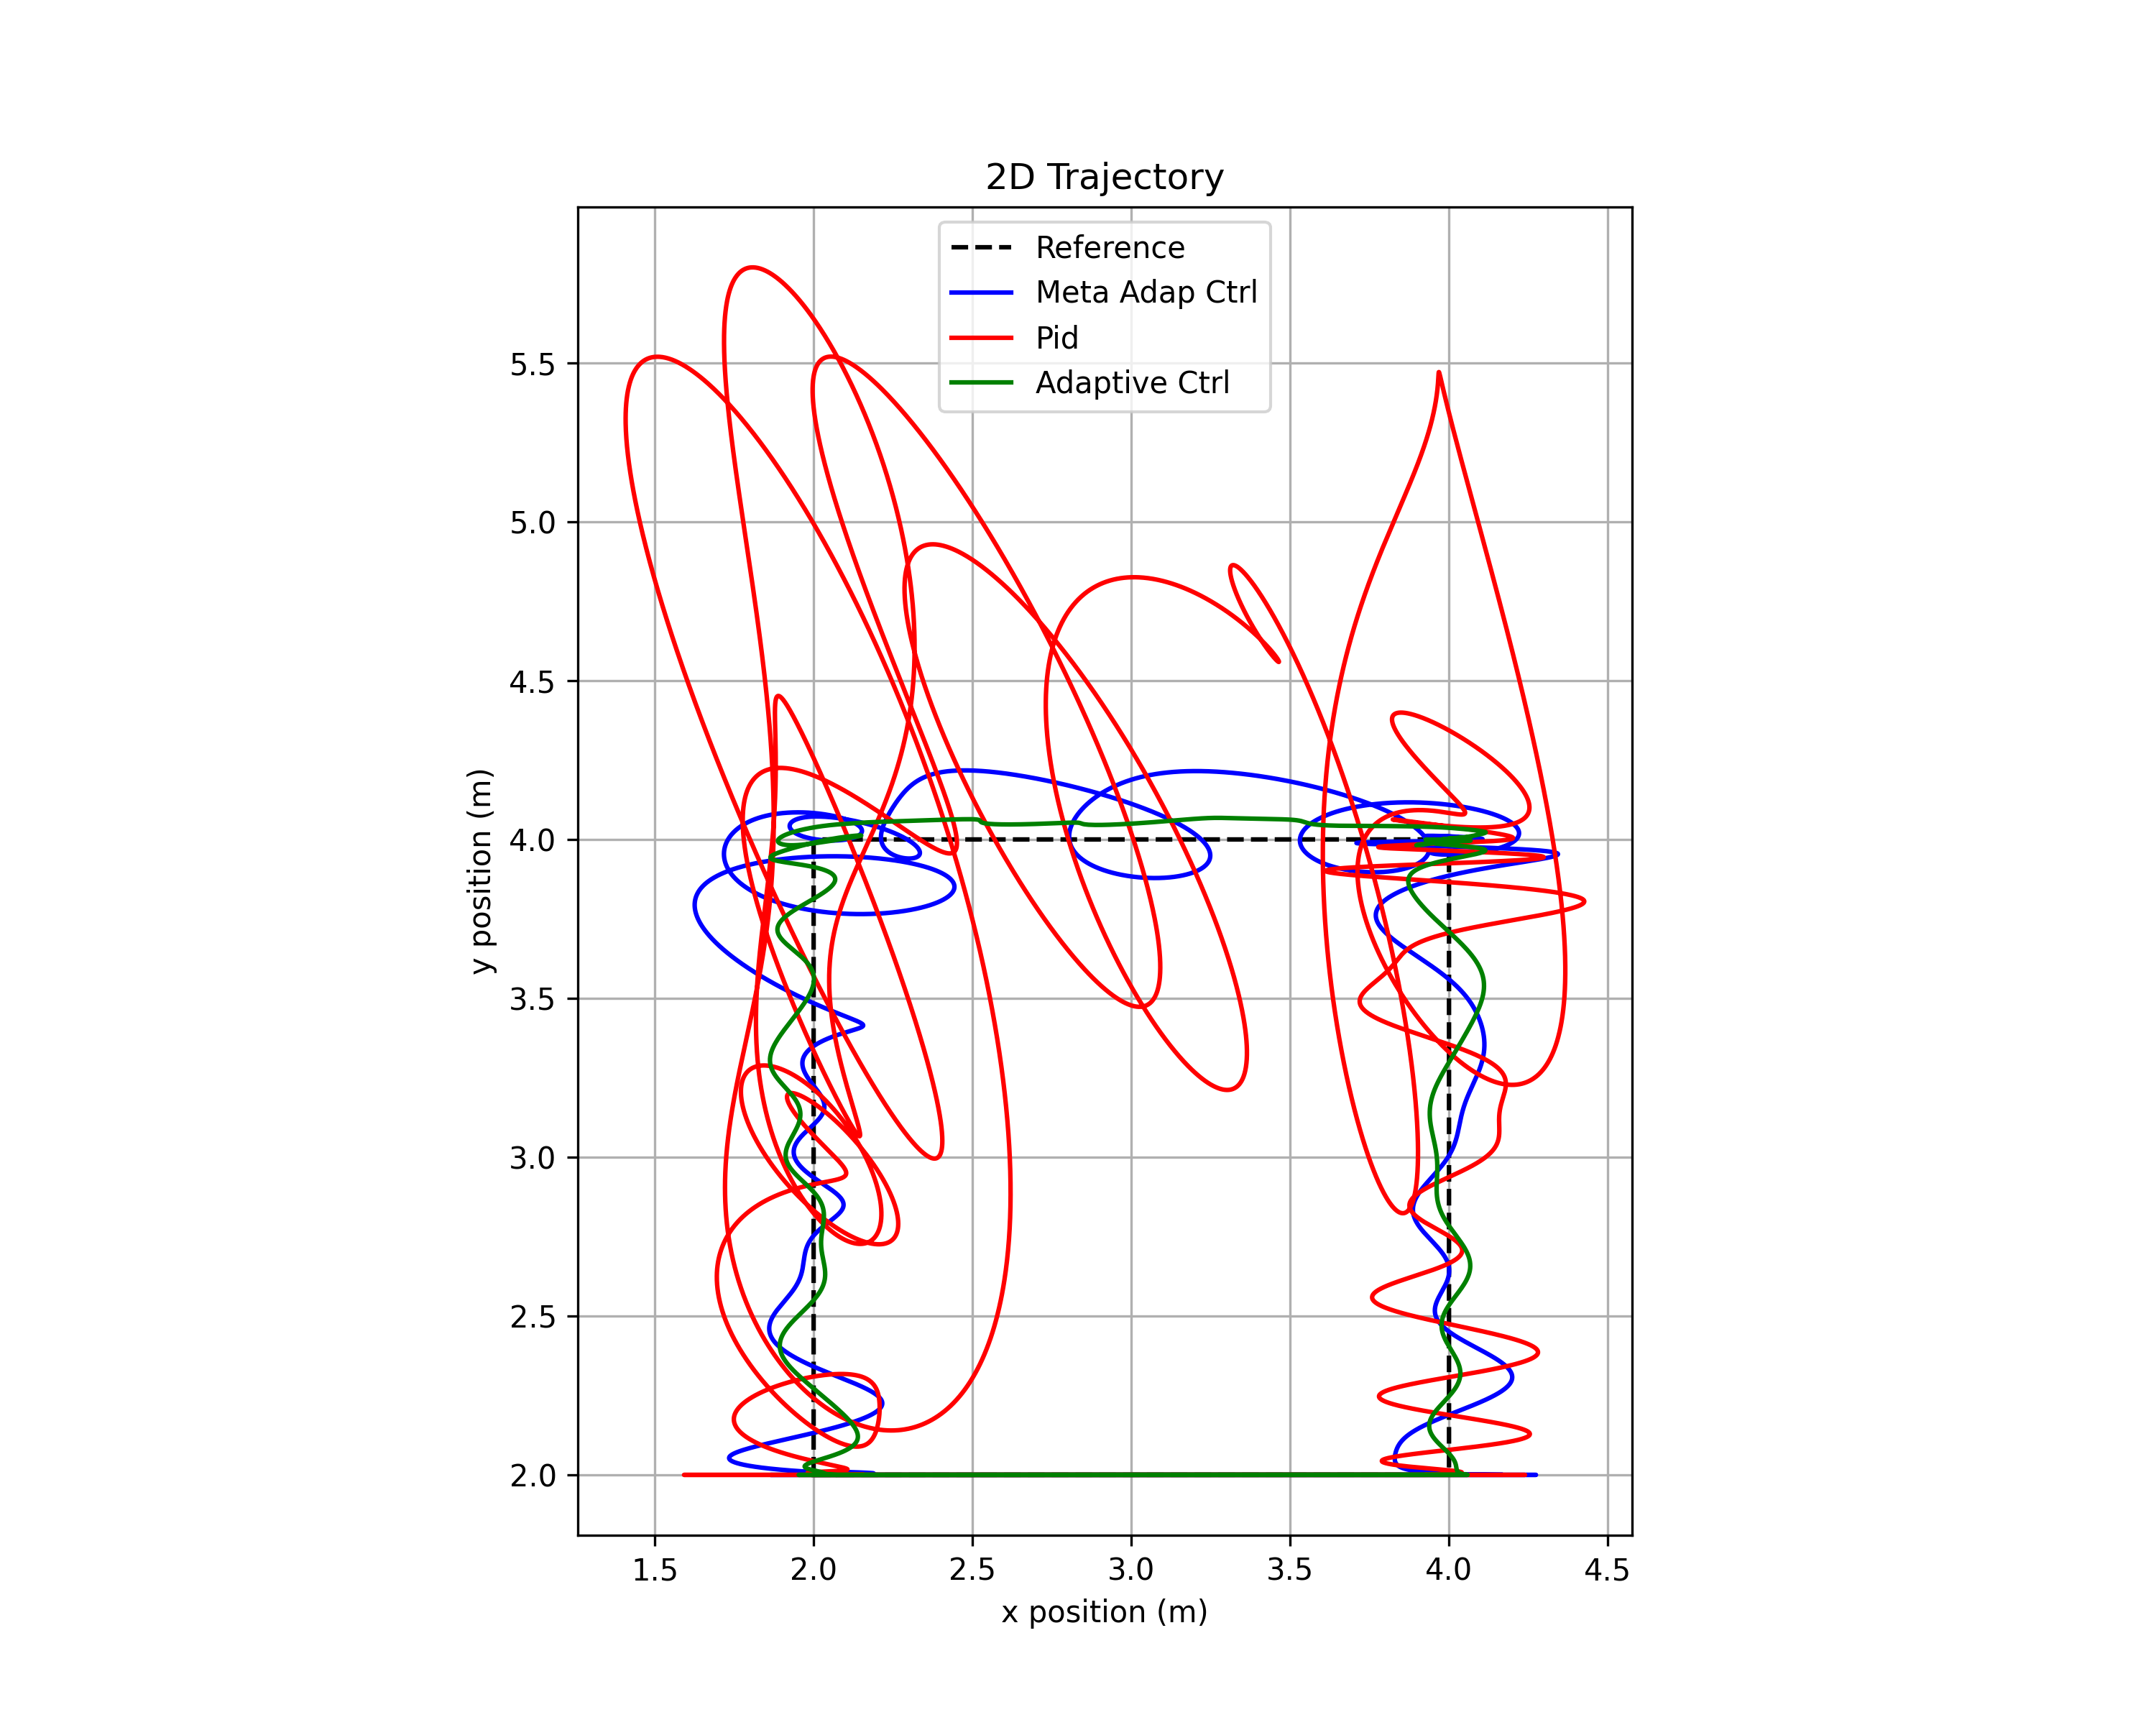 2D Trajectory
Reference
Meta Adap Ctrl
Pid
Adaptive Ctrl
5.5
5.0
4.5
4.0
3.5
3.0
2.5
2.0
y position (m)
1.5 2.0 2.5 3.0 3.5 4.0 4.5
x position (m)